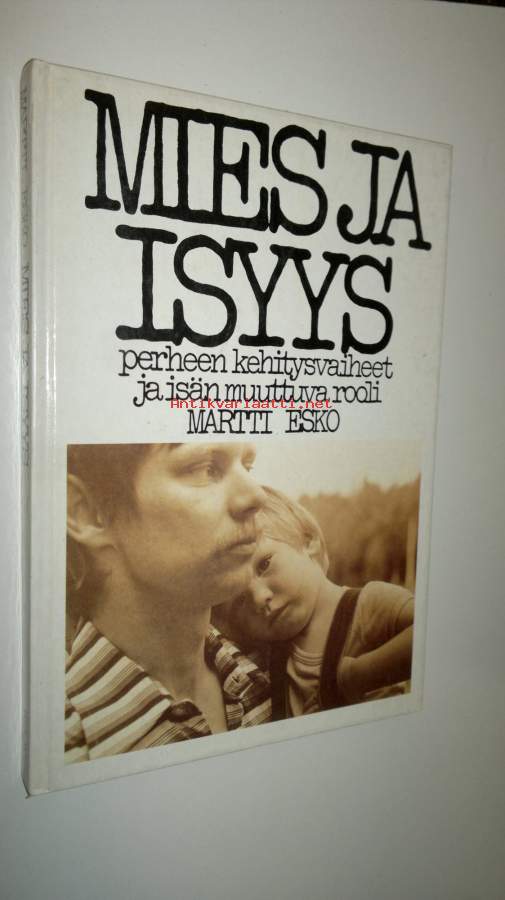 MIES JA
ISYYS
perheen kehitysvaiheet
ja isän muuttuva rooli
Antikvariaatti.net
MARTTI ESKO